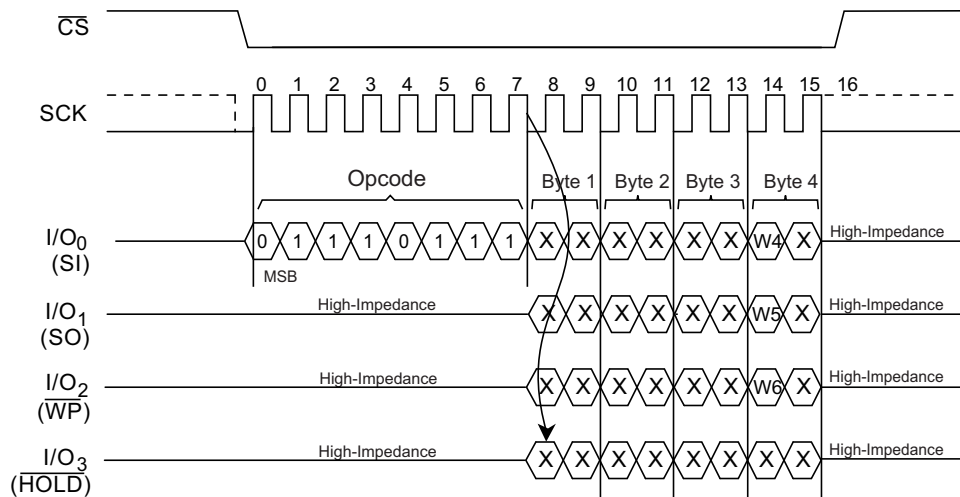 CS
SCK 0 1 2 3 4 5 6 7 8 9 10 11 12 13 14 15 16
Opcode Byte 1 Byte 2 Byte 3 Byte 4
I/O0 (SI) 0 1 1 1 0 1 1 1 X X X X X X W4 X High-Impedance
MSB
I/O1 (SO) High-Impedance X X X X X X W5 X High-Impedance
I/O2 (WP) High-Impedance X X X X X X W6 X High-Impedance
I/O3 (HOLD) High-Impedance X X X X X X X X High-Impedance